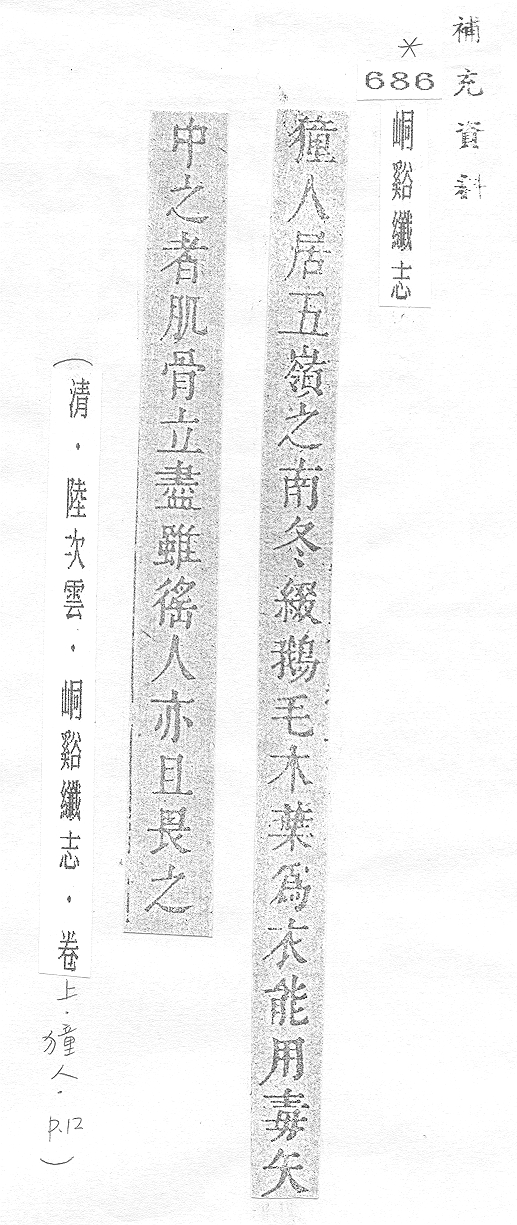 補充資料
*
686
峒谿纖志
獞人居五嶺之南冬綴鵝毛木葉為衣能用毒矢
中之者肌骨立盡雖徭人亦且畏之
(清．陸次雲．峒谿纖志．卷上．獞人．P.12)